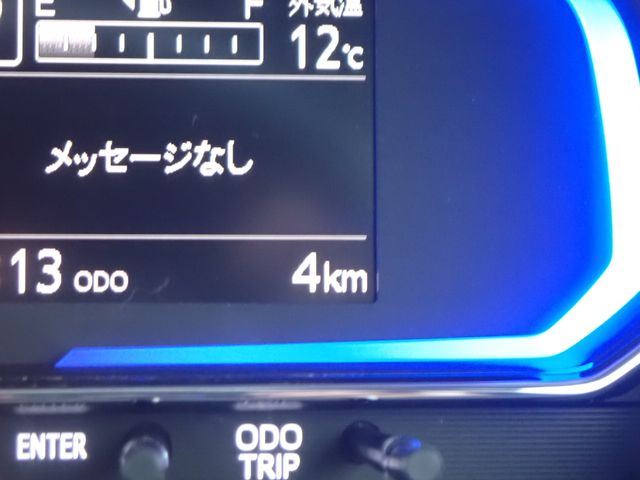 E F 外気温
12℃
メッセージなし
13 ODO 4km
ENTER ODO
TRIP